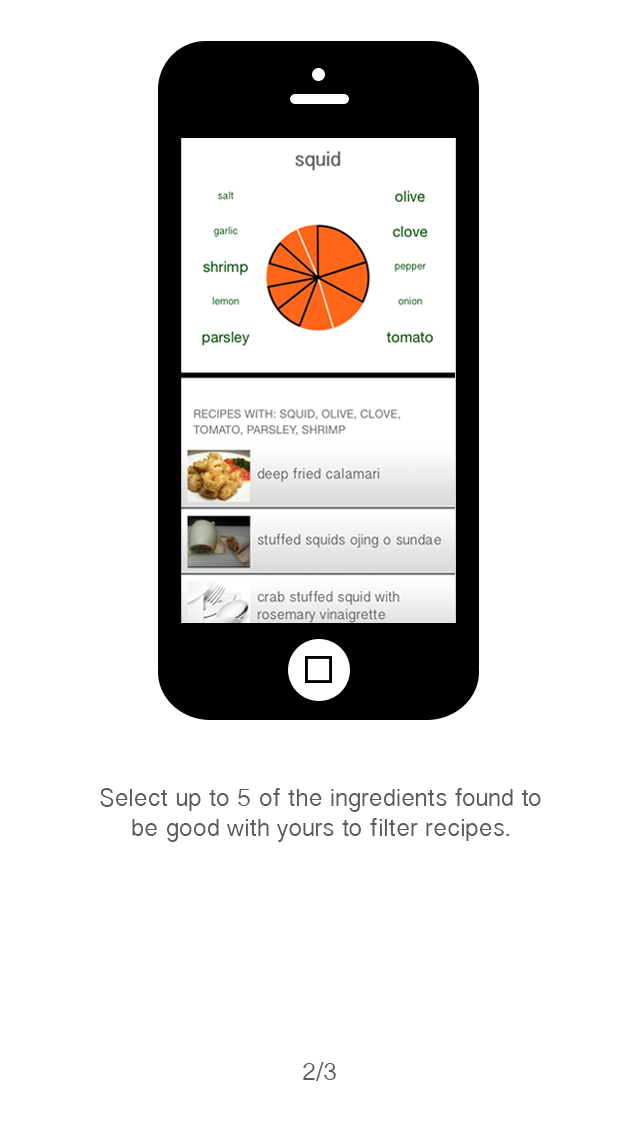 squid
salt
olive
garlic
clove
shrimp
pepper
lemon
onion
parsley
tomato
RECIPES WITH: SQUID, OLIVE, CLOVE,
TOMATO, PARSLEY, SHRIMP
deep fried calamari
stuffed squids ojing o sundae
crab stuffed squid with
rosemary vinaigrette
Select up to 5 of the ingredients found to
be good with yours to filter recipes.
2/3